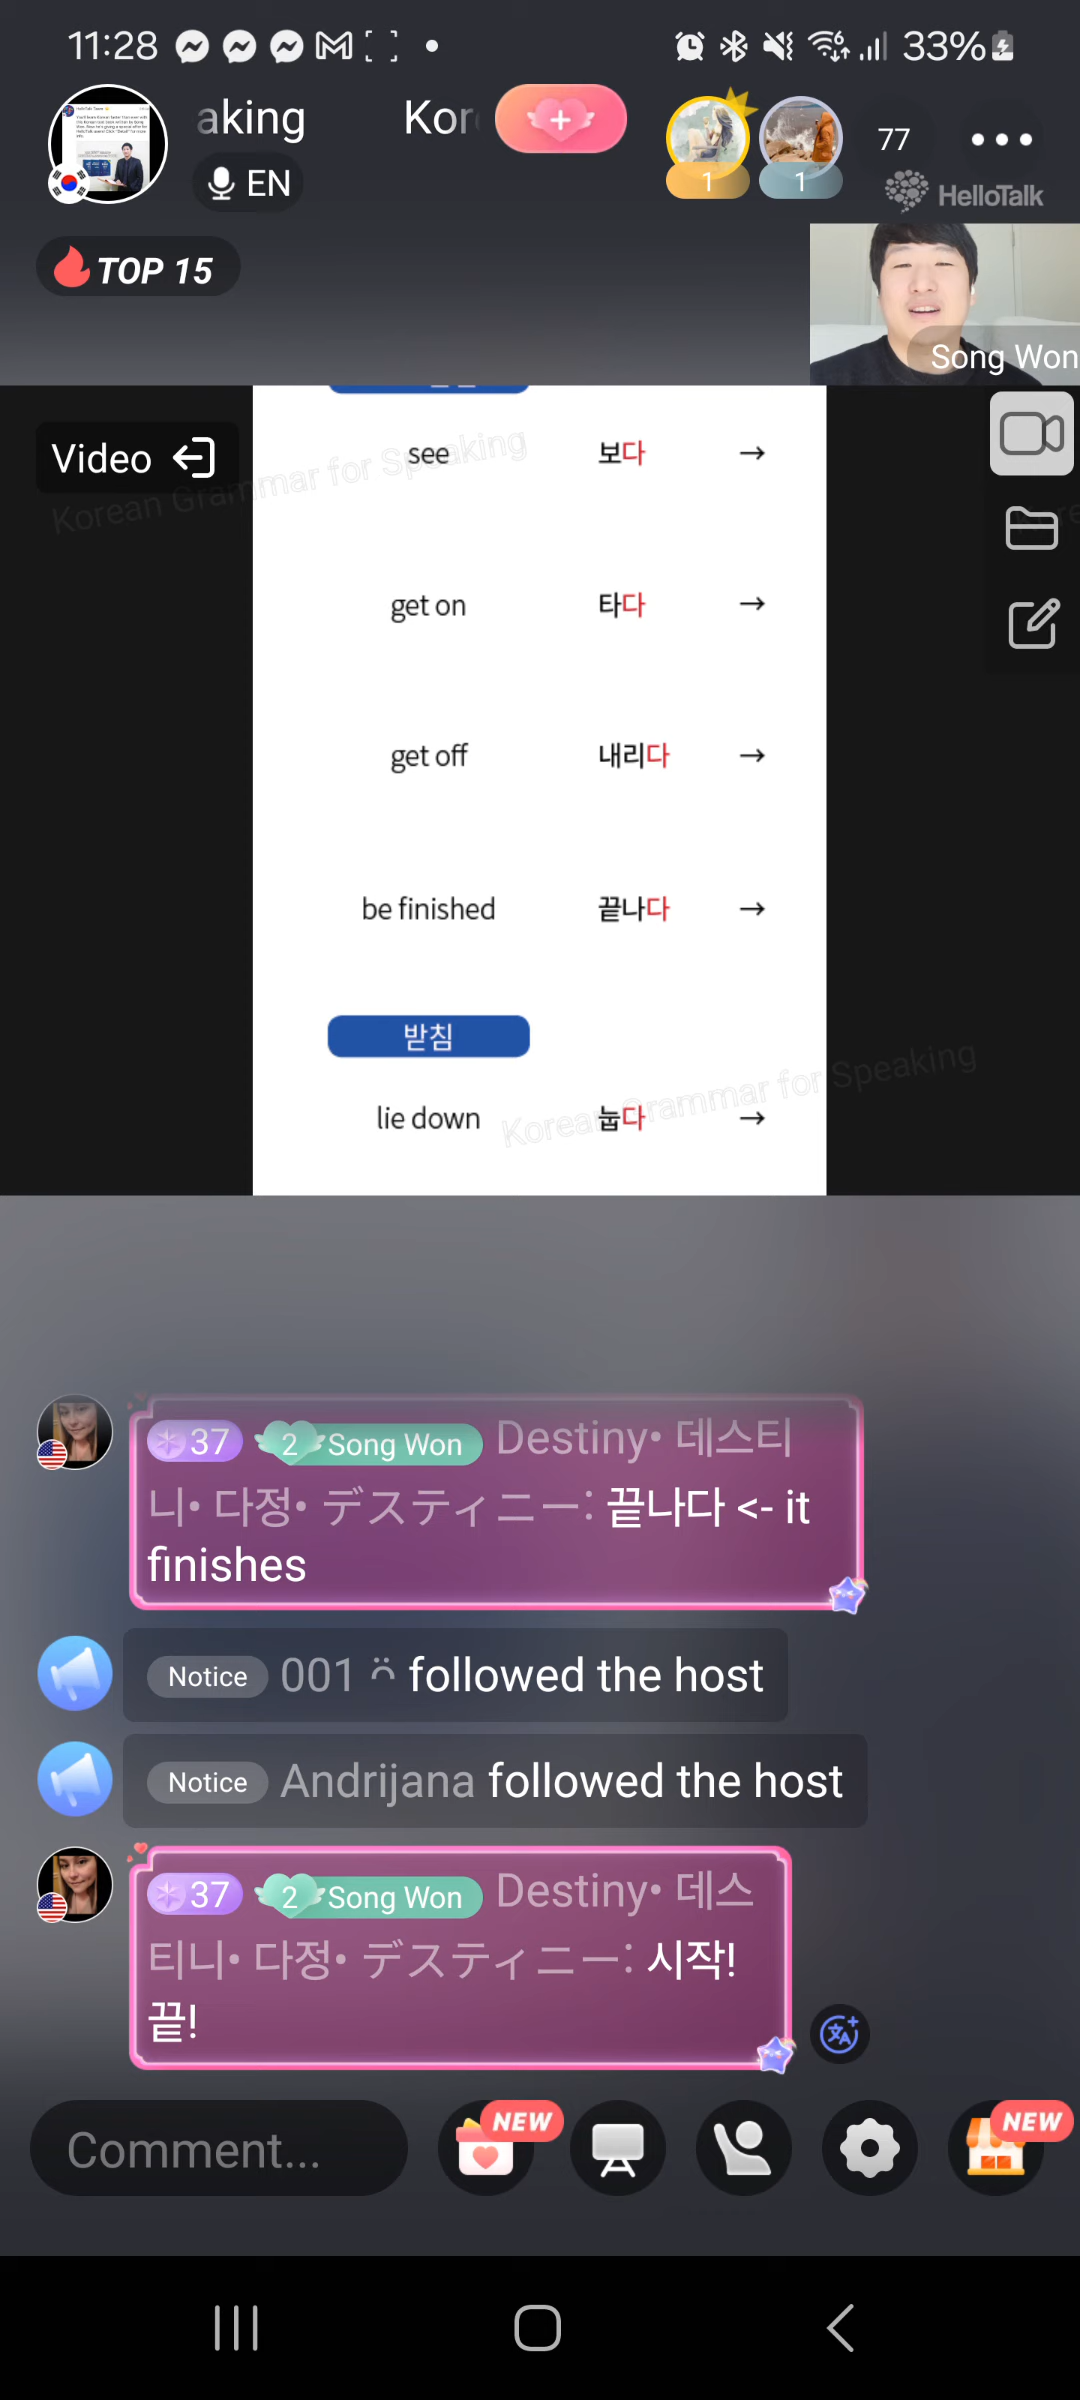 11:28
33%
aking Kor
EN
1
1
77
HelloTalk
TOP 15
Song Won
Video
see 보다 →
Korean Grammar for Speaking
get on 타다 →
get off 내리다 →
be finished 끝나다 →
받침
Korean Grammar for Speaking
lie down 눕다 →
37 2 Song Won Destiny• 데스티
니• 다정• デスティニー: 끝나다 <- it
finishes
Notice 001 ㅎ followed the host
Notice Andrijana followed the host
37 2 Song Won Destiny• 데스
티니• 다정• デスティニー: 시작!
끝!
Comment...
NEW
NEW